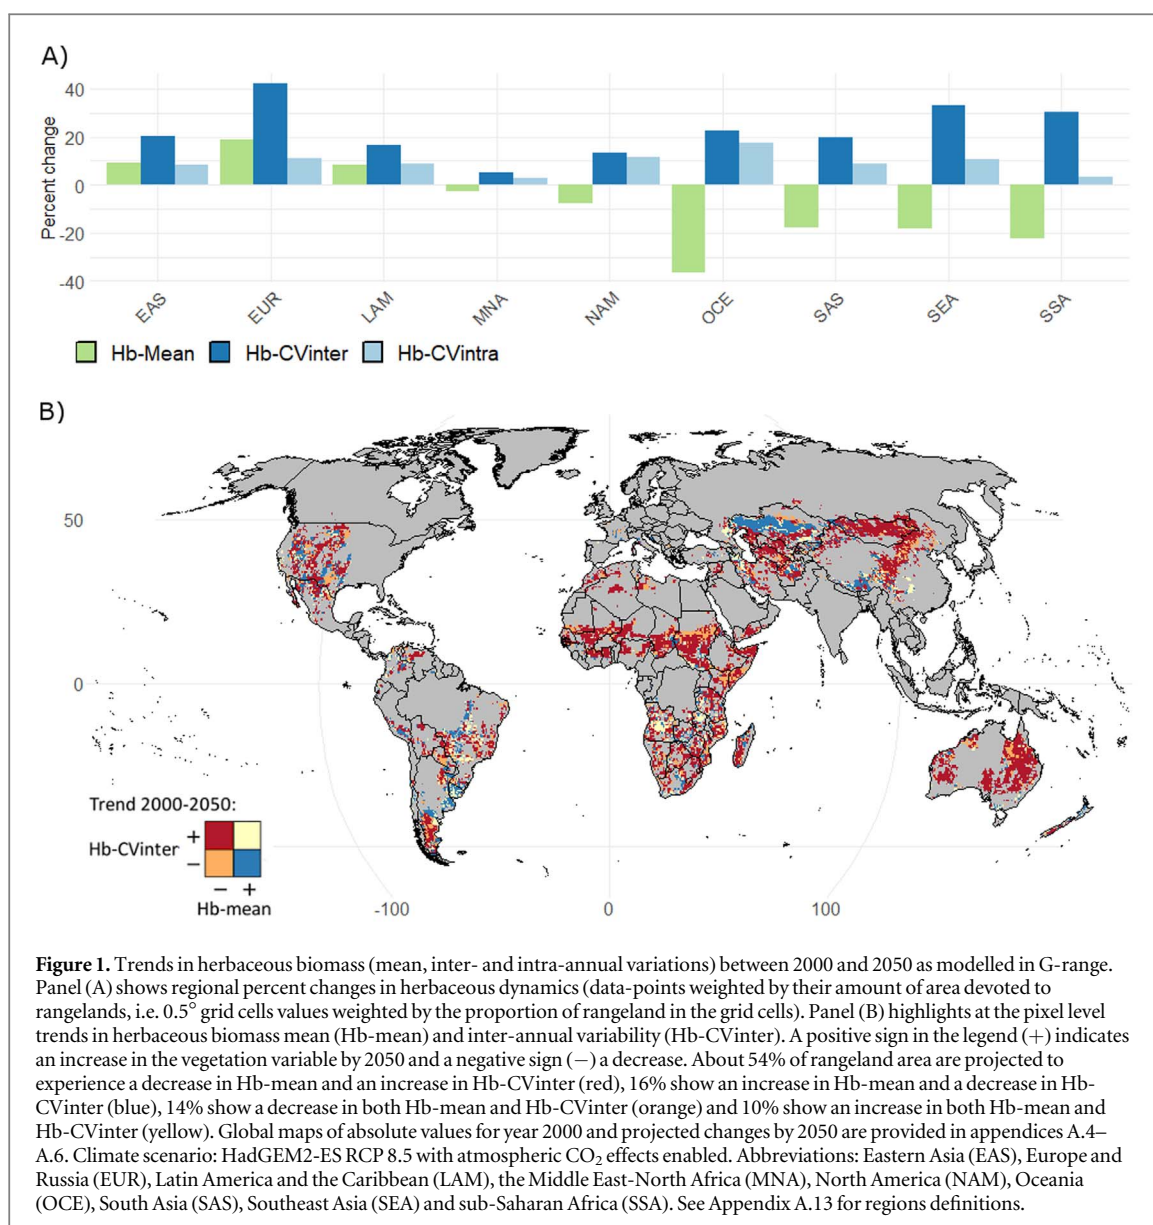 A)
Percent change
40
20
0
-20
-40
EAS
EUR
LAM
MNA
NAM
OCE
SAS
SEA
SSA
Hb-Mean Hb-CVinter Hb-CVintra
B)
50
0
Trend 2000-2050:
Hb-CVinter
+
−
− +
Hb-mean
-100 0 100
Figure 1. Trends in herbaceous biomass (mean, inter- and intra-annual variations) between 2000 and 2050 as modelled in G-range.
Panel (A) shows regional percent changes in herbaceous dynamics (data-points weighted by their amount of area devoted to
rangelands, i.e. 0.5° grid cells values weighted by the proportion of rangeland in the grid cells). Panel (B) highlights at the pixel level
trends in herbaceous biomass mean (Hb-mean) and inter-annual variability (Hb-CVinter). A positive sign in the legend (+) indicates
an increase in the vegetation variable by 2050 and a negative sign (−) a decrease. About 54% of rangeland area are projected to
experience a decrease in Hb-mean and an increase in Hb-CVinter (red), 16% show an increase in Hb-mean and a decrease in Hb-
CVinter (blue), 14% show a decrease in both Hb-mean and Hb-CVinter (orange) and 10% show an increase in both Hb-mean and
Hb-CVinter (yellow). Global maps of absolute values for year 2000 and projected changes by 2050 are provided in appendices A.4–
A.6. Climate scenario: HadGEM2-ES RCP 8.5 with atmospheric CO₂ effects enabled. Abbreviations: Eastern Asia (EAS), Europe and
Russia (EUR), Latin America and the Caribbean (LAM), the Middle East-North Africa (MNA), North America (NAM), Oceania
(OCE), South Asia (SAS), Southeast Asia (SEA) and sub-Saharan Africa (SSA). See Appendix A.13 for regions definitions.